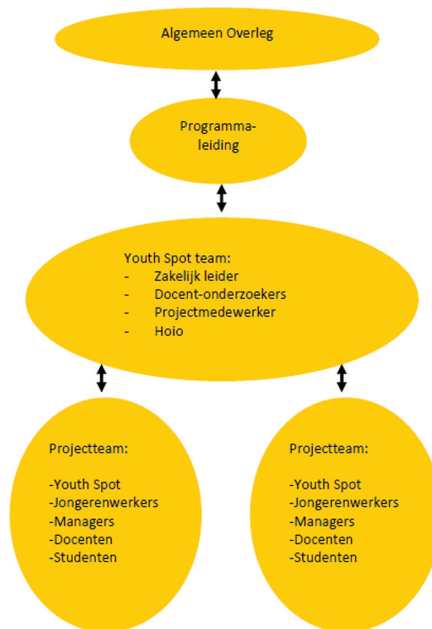 Algemeen Overleg
Programma-
leiding
Youth Spot team:
- Zakelijk leider
- Docent-onderzoekers
- Projectmedewerker
- Hoio
Projectteam:
-Youth Spot
-Jongerenwerkers
-Managers
-Docenten
-Studenten
Projectteam:
-Youth Spot
-Jongerenwerkers
-Managers
-Docenten
-Studenten